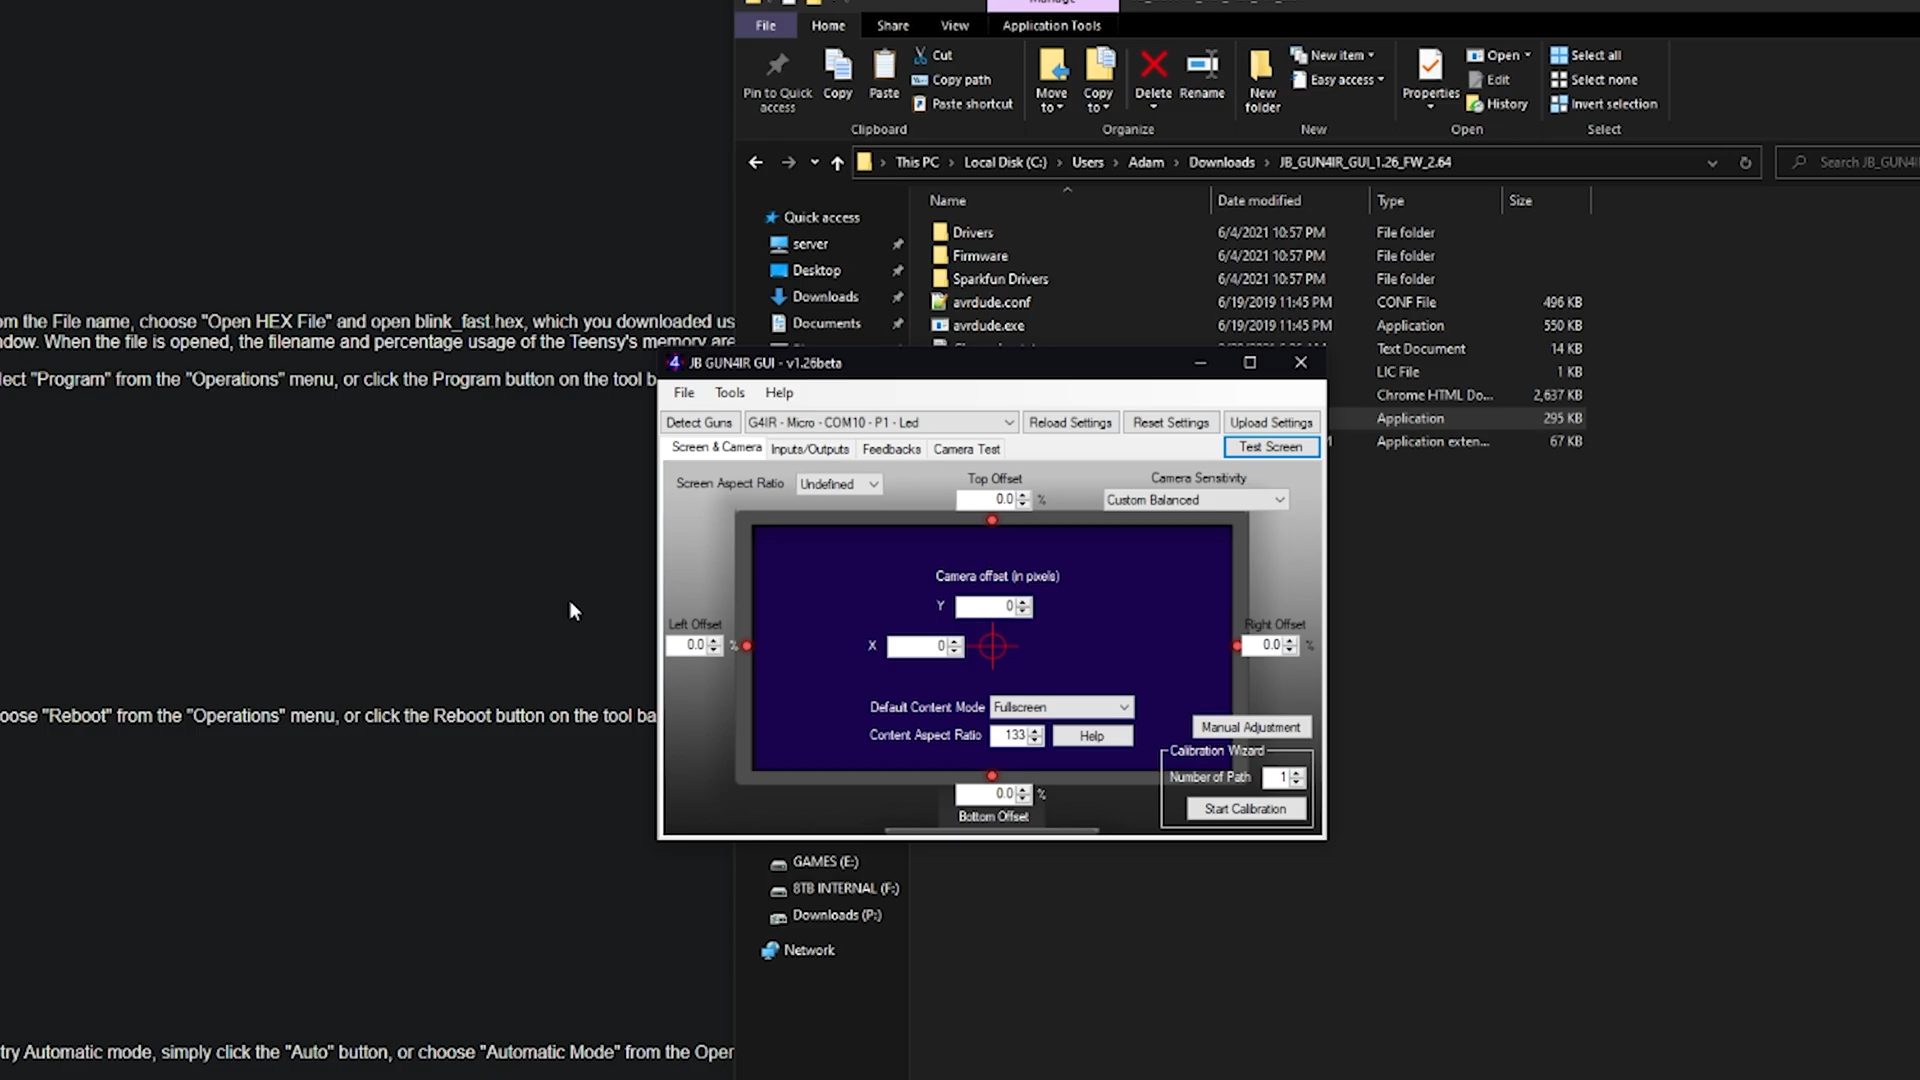 File
Home
Share
View
Application Tools
Pin to Quick access
Copy
Paste
Cut
Copy path
Paste shortcut
Clipboard
Move to
Copy to
Delete
Rename
Organize
New folder
New item
Easy access
New
Properties
Open
Edit
History
Open
Select all
Select none
Invert selection
Select
This PC > Local Disk (C:) > Users > Adam > Downloads > JB_GUN4IR_GUI_1.26_FW_2.64
Search JB_GUN4I
Name Date modified Type Size
Quick access
server
Desktop
Downloads
Documents
Drivers 6/4/2021 10:57 PM File folder
Firmware 6/4/2021 10:57 PM File folder
Sparkfun Drivers 6/4/2021 10:57 PM File folder
avrdude.conf 6/19/2019 11:45 PM CONF File 496 KB
avrdude.exe 6/19/2019 11:45 PM Application 550 KB
Text Document 14 KB
LIC File 1 KB
Chrome HTML Do... 2,637 KB
Application 295 KB
Application exten... 67 KB
om the File name, choose "Open HEX File" and open blink_fast.hex, which you downloaded us
ndow. When the file is opened, the filename and percentage usage of the Teensy's memory are
lect "Program" from the "Operations" menu, or click the Program button on the tool b
oose "Reboot" from the "Operations" menu, or click the Reboot button on the tool ba
try Automatic mode, simply click the "Auto" button, or choose "Automatic Mode" from the Oper
4 JB GUN4IR GUI - v1.26beta
File Tools Help
Detect Guns G4IR - Micro - COM10 - P1 - Led Reload Settings Reset Settings Upload Settings
Screen & Camera Inputs/Outputs Feedbacks Camera Test Test Screen
Screen Aspect Ratio Undefined
Top Offset
0.0 %
Camera Sensitivity
Custom Balanced
Camera offset (in pixels)
Y 0
Left Offset
0.0 %
X 0
Right Offset
0.0 %
Default Content Mode Fullscreen
Content Aspect Ratio 133 Help
Manual Adjustment
Calibration Wizard
Number of Path 1
Start Calibration
0.0 %
Bottom Offset
GAMES (E:)
8TB INTERNAL (F:)
Downloads (P:)
Network